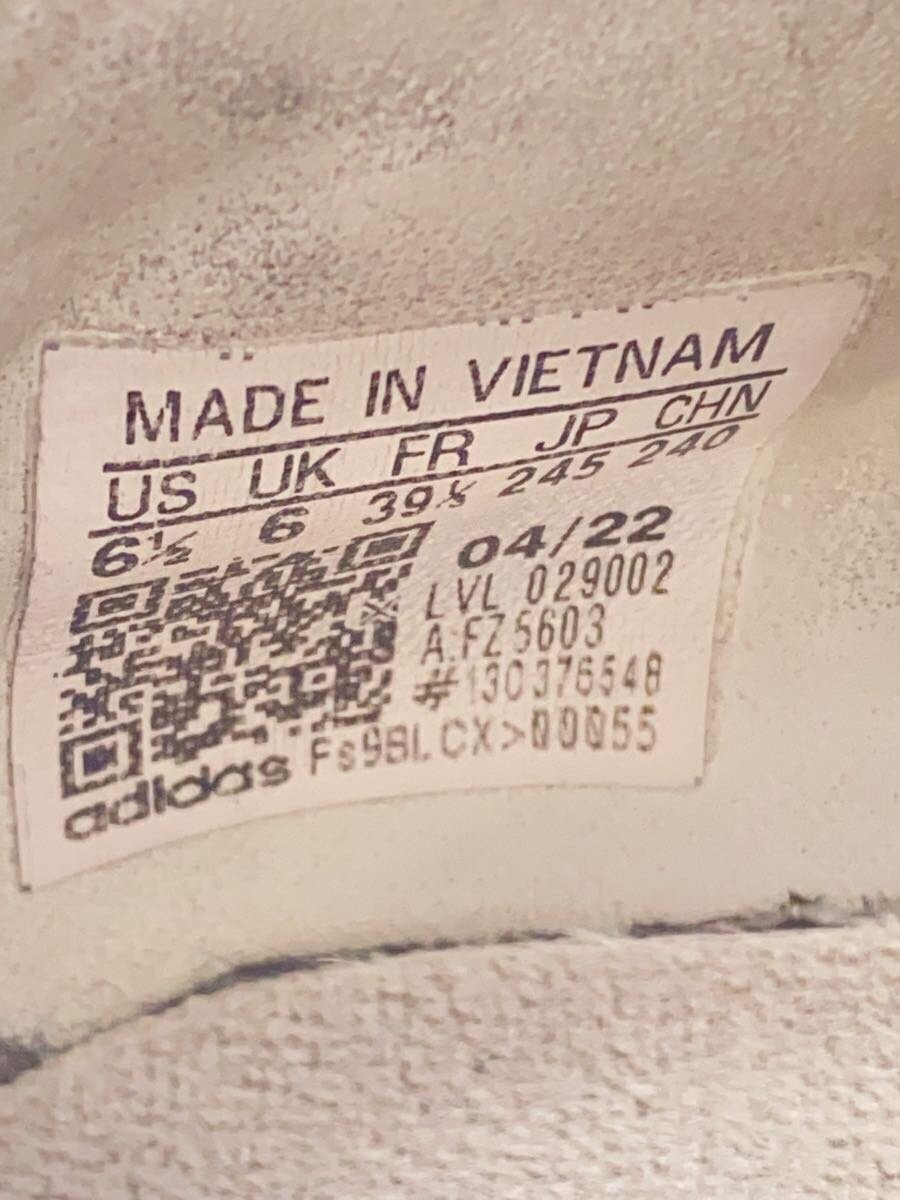 MADE IN VIETNAM
US UK FR JP CHN
6½ 6 39⅓ 245 240
04/22
LVL 029002
A:FZ5603
#130376548
adidas Fs9BLCX>00055